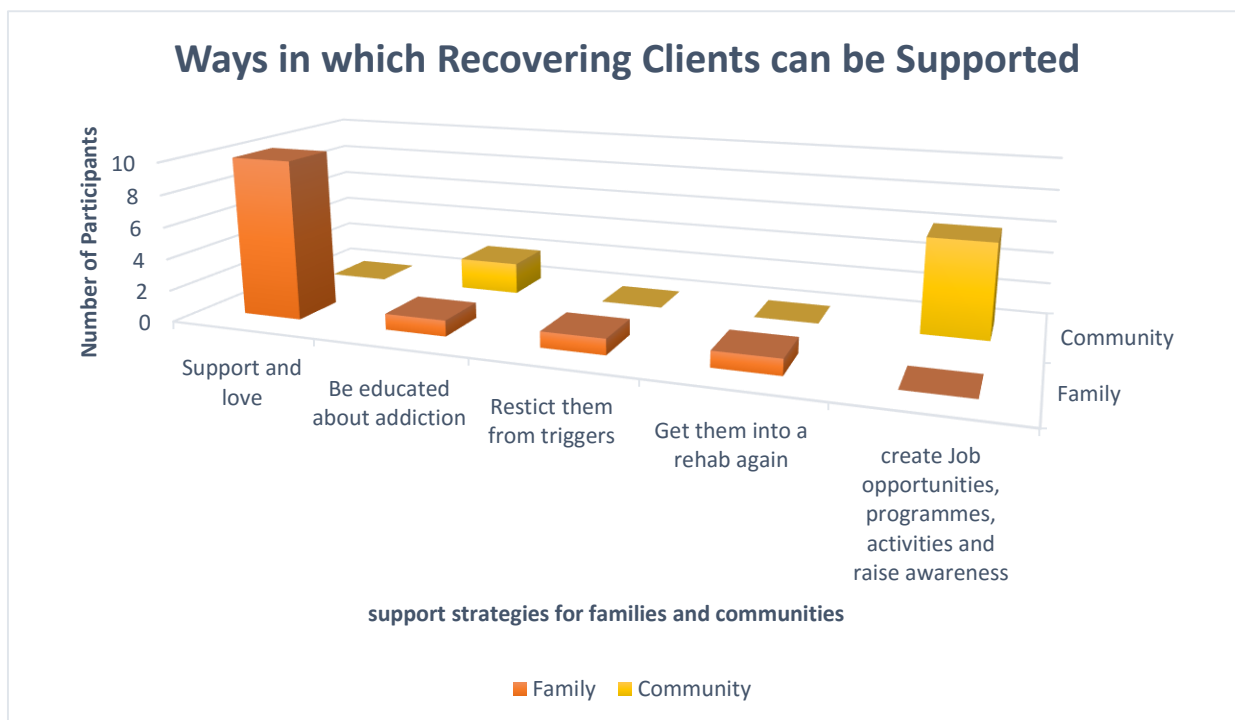 Ways in which Recovering Clients can be Supported
Number of Participants
10
8
6
4
2
0
Community
Family
Support and
love
Be educated
about addiction
Restict them
from triggers
Get them into a
rehab again
create Job
opportunities,
programmes,
activities and
raise awareness
support strategies for families and communities
Family
Community